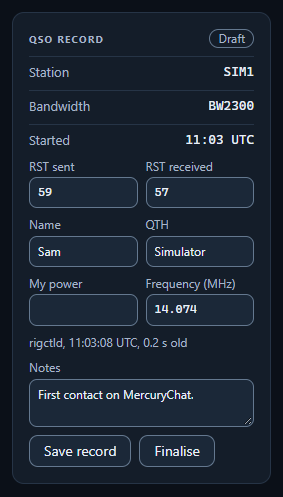 QSO RECORD Draft
Station SIM1
Bandwidth BW2300
Started 11:03 UTC
RST sent RST received
59 57
Name QTH
Sam Simulator
My power Frequency (MHz)
14.074
rigctld, 11:03:08 UTC, 0.2 s old
Notes
First contact on MercuryChat.
Save record Finalise